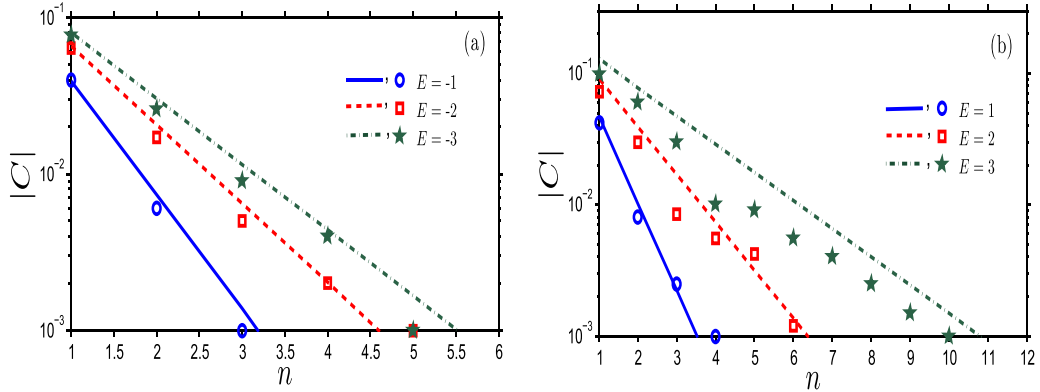 (a)
|C|
10⁻¹
10⁻²
10⁻³
, E = -1
, E = -2
, E = -3
1 1.5 2 2.5 3 3.5 4 4.5 5 5.5 6
n
(b)
|C|
10⁻¹
10⁻²
10⁻³
, E = 1
, E = 2
, E = 3
1 2 3 4 5 6 7 8 9 10 11 12
n